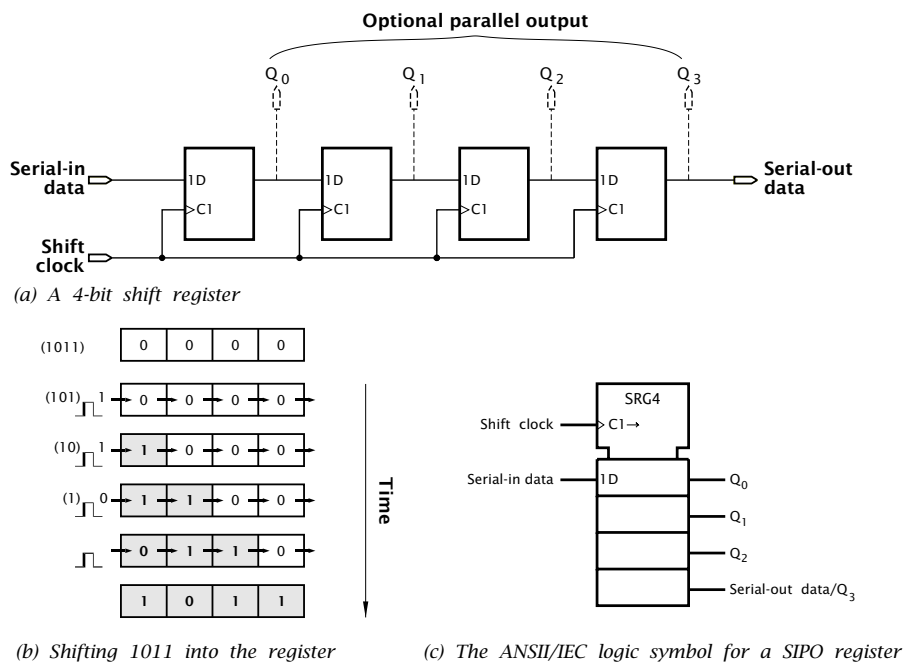 Optional parallel output
Q0 Q1 Q2 Q3
Serial-in
data
1D 1D 1D 1D
Serial-out
data
C1 C1 C1 C1
Shift
clock
(a) A 4-bit shift register
(1011) 0 0 0 0
(101) 1 0 0 0 0
(10) 1 1 0 0 0
(1) 0 1 1 0 0
0 1 1 0
1 0 1 1
Time
(b) Shifting 1011 into the register
SRG4
Shift clock C1→
Serial-in data 1D Q0
Q1
Q2
Serial-out data/Q3
(c) The ANSII/IEC logic symbol for a SIPO register